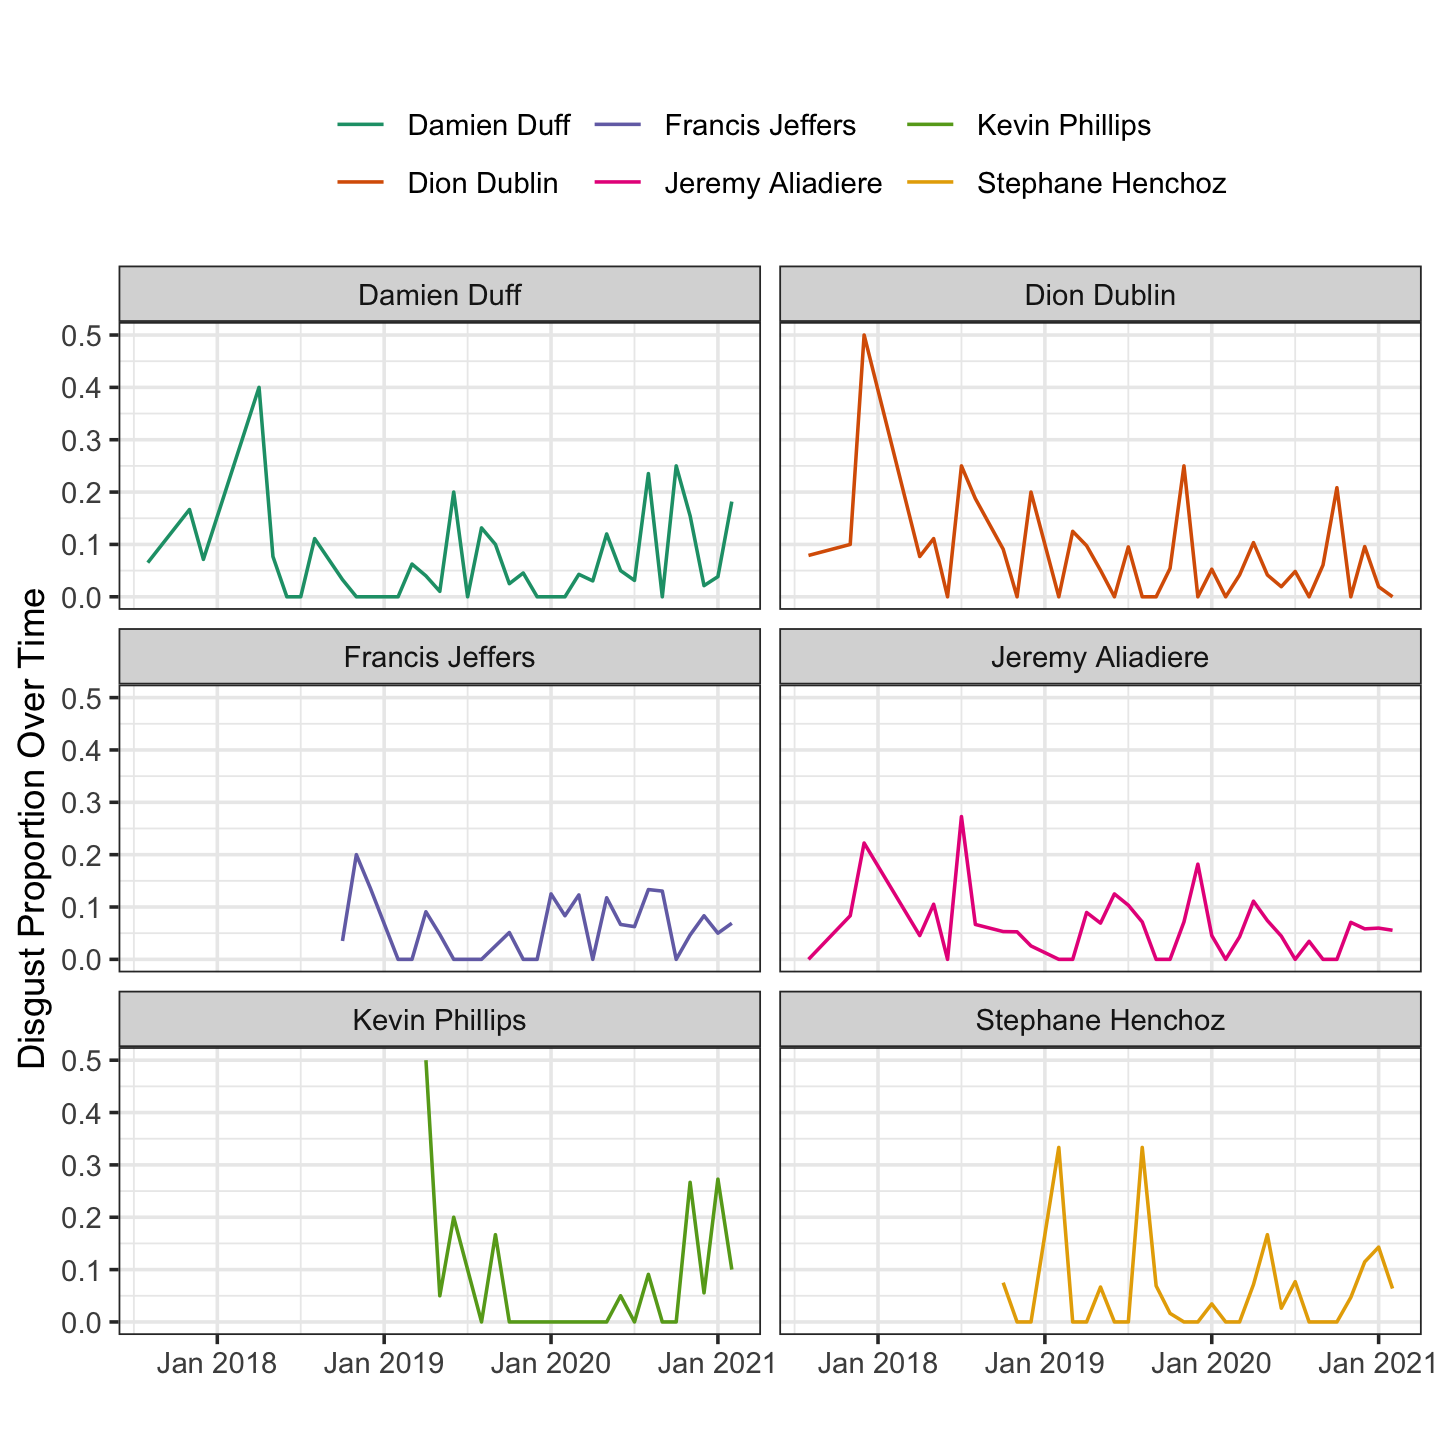 Damien Duff
Francis Jeffers
Kevin Phillips
Dion Dublin
Jeremy Aliadiere
Stephane Henchoz
Disgust Proportion Over Time
Damien Duff
Dion Dublin
0.5
0.4
0.3
0.2
0.1
0.0
Francis Jeffers
Jeremy Aliadiere
0.5
0.4
0.3
0.2
0.1
0.0
Kevin Phillips
Stephane Henchoz
0.5
0.4
0.3
0.2
0.1
0.0
Jan 2018
Jan 2019
Jan 2020
Jan 2021
Jan 2018
Jan 2019
Jan 2020
Jan 2021